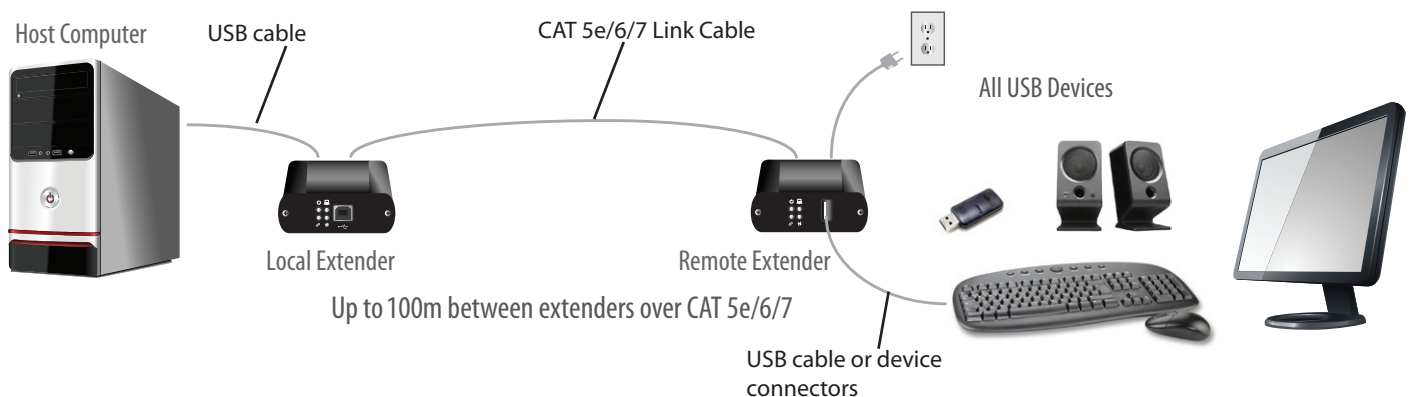 Host Computer
USB cable
CAT 5e/6/7 Link Cable
All USB Devices
Local Extender
Remote Extender
Up to 100m between extenders over CAT 5e/6/7
USB cable or device
connectors